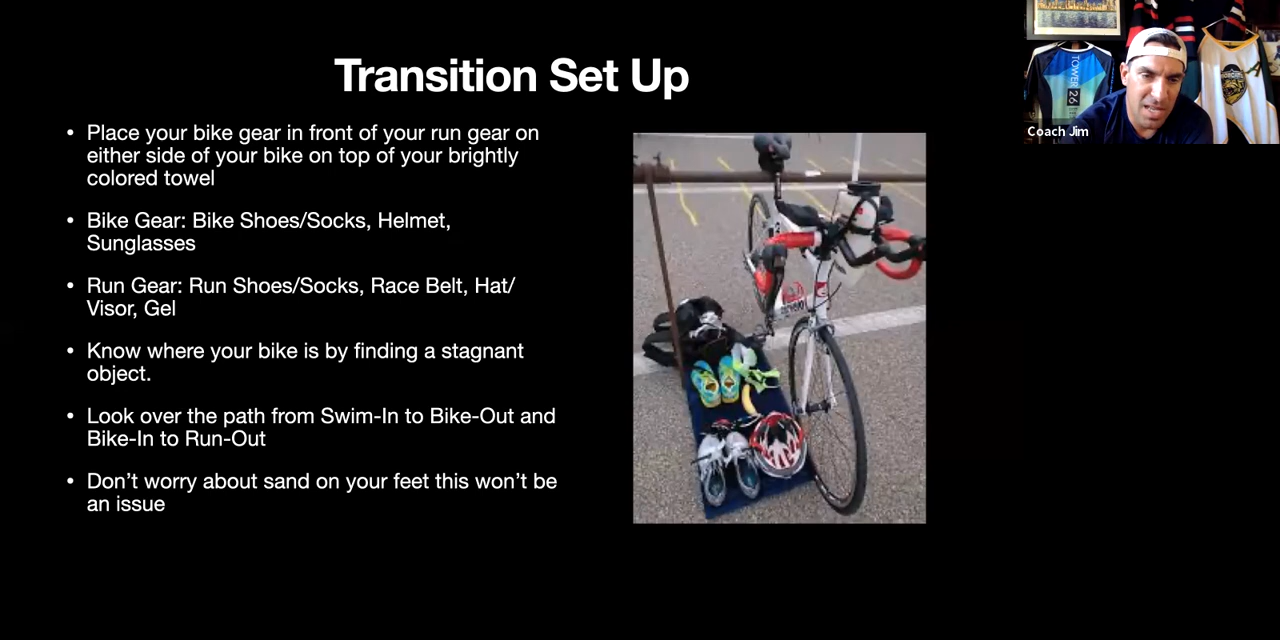 Transition Set Up
• Place your bike gear in front of your run gear on
either side of your bike on top of your brightly
colored towel
• Bike Gear: Bike Shoes/Socks, Helmet,
Sunglasses
• Run Gear: Run Shoes/Socks, Race Belt, Hat/
Visor, Gel
• Know where your bike is by finding a stagnant
object.
• Look over the path from Swim-In to Bike-Out and
Bike-In to Run-Out
• Don’t worry about sand on your feet this won’t be
an issue
TOWER 26
Coach Jim